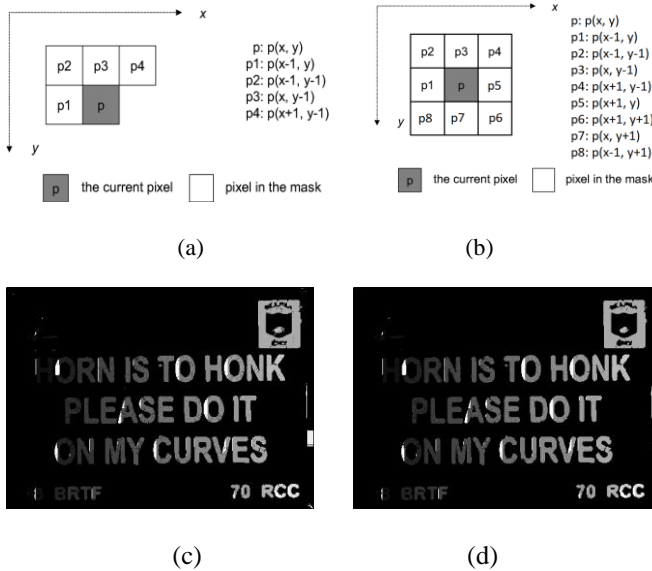 x
p2 p3 p4
p1 p
y
p: p(x, y)
p1: p(x-1, y)
p2: p(x-1, y-1)
p3: p(x, y-1)
p4: p(x+1, y-1)
p the current pixel pixel in the mask
(a)
x
p2 p3 p4
p1 p p5
p8 p7 p6
y
p: p(x, y)
p1: p(x-1, y)
p2: p(x-1, y-1)
p3: p(x, y-1)
p4: p(x+1, y-1)
p5: p(x+1, y)
p6: p(x+1, y+1)
p7: p(x, y+1)
p8: p(x-1, y+1)
p the current pixel pixel in the mask
(b)
HORN IS TO HONK
PLEASE DO IT
ON MY CURVES
8 BRTF 70 RCC
(c)
HORN IS TO HONK
PLEASE DO IT
ON MY CURVES
8 BRTF 70 RCC
(d)